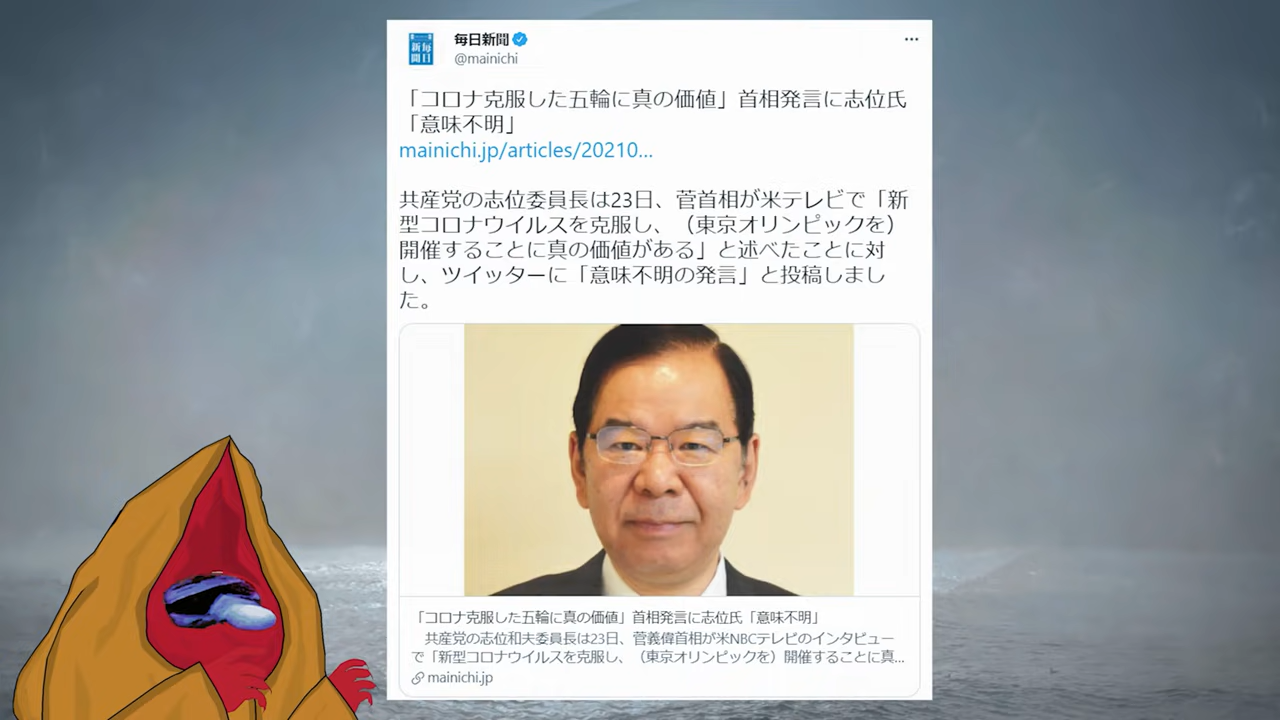 毎日新聞
毎日新聞
@mainichi
「コロナ克服した五輪に真の価値」首相発言に志位氏
「意味不明」
mainichi.jp/articles/20210...
共産党の志位委員長は23日、菅首相が米テレビで「新
型コロナウイルスを克服し、（東京オリンピックを）
開催することに真の価値がある」と述べたことに対
し、ツイッターに「意味不明の発言」と投稿しまし
た。
「コロナ克服した五輪に真の価値」首相発言に志位氏「意味不明」
共産党の志位和夫委員長は23日、菅義偉首相が米NBCテレビのインタビュー
で「新型コロナウイルスを克服し、（東京オリンピックを）開催することに真...
mainichi.jp